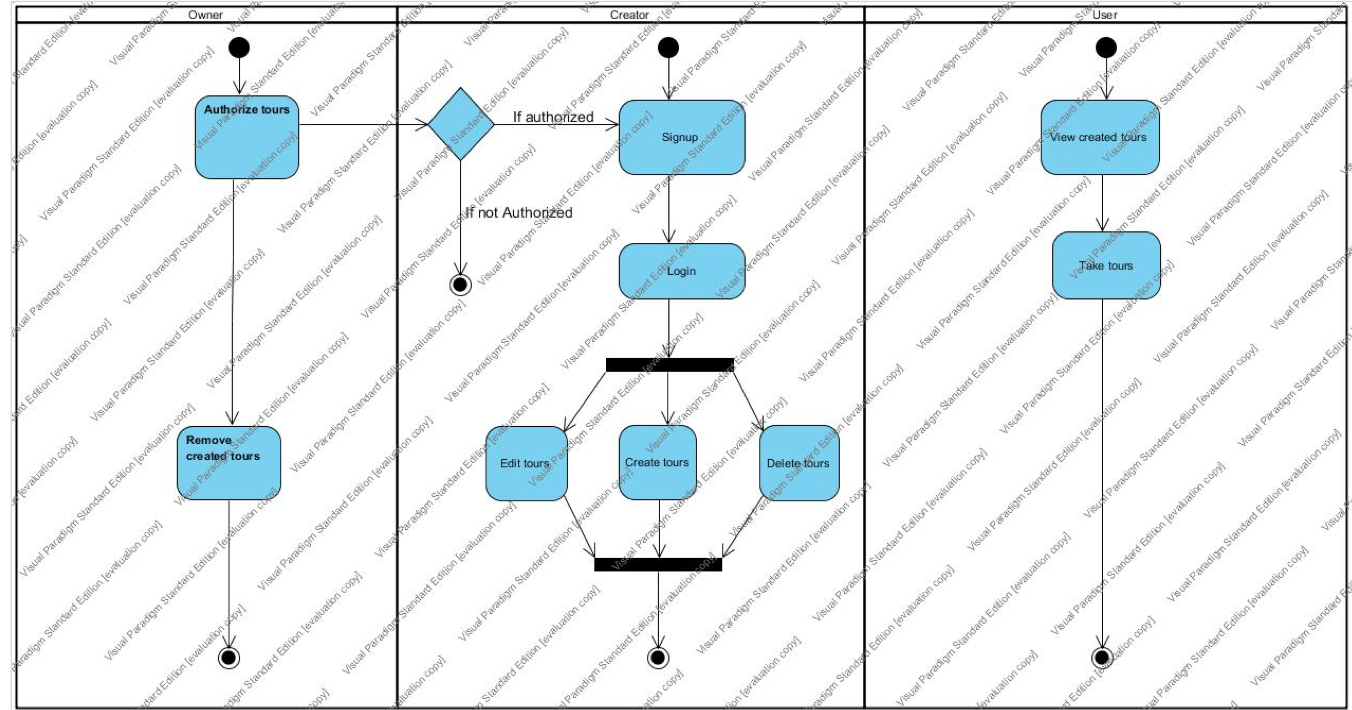 Owner
Creator
User
Authorize tours
If authorized
Signup
View created tours
If not Authorized
Login
Take tours
Remove
created tours
Edit tours
Create tours
Delete tours
Visual Paradigm Standard Edition [evaluation copy]